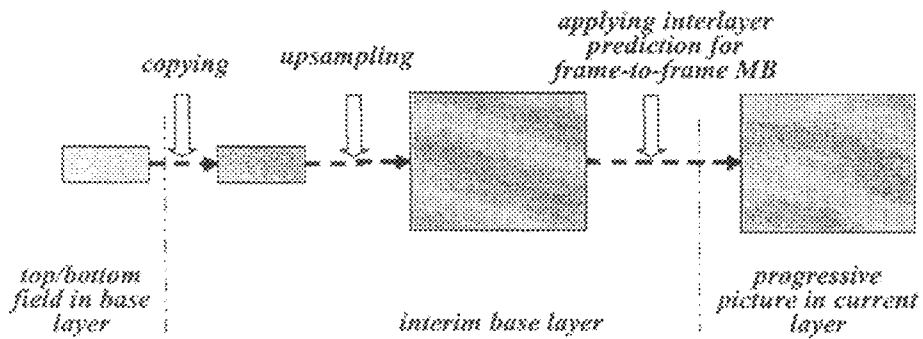 copying
upsampling
applying interlayer
prediction for
frame-to-frame MB
top/bottom
field in base
layer
interim base layer
progressive
picture in current
layer